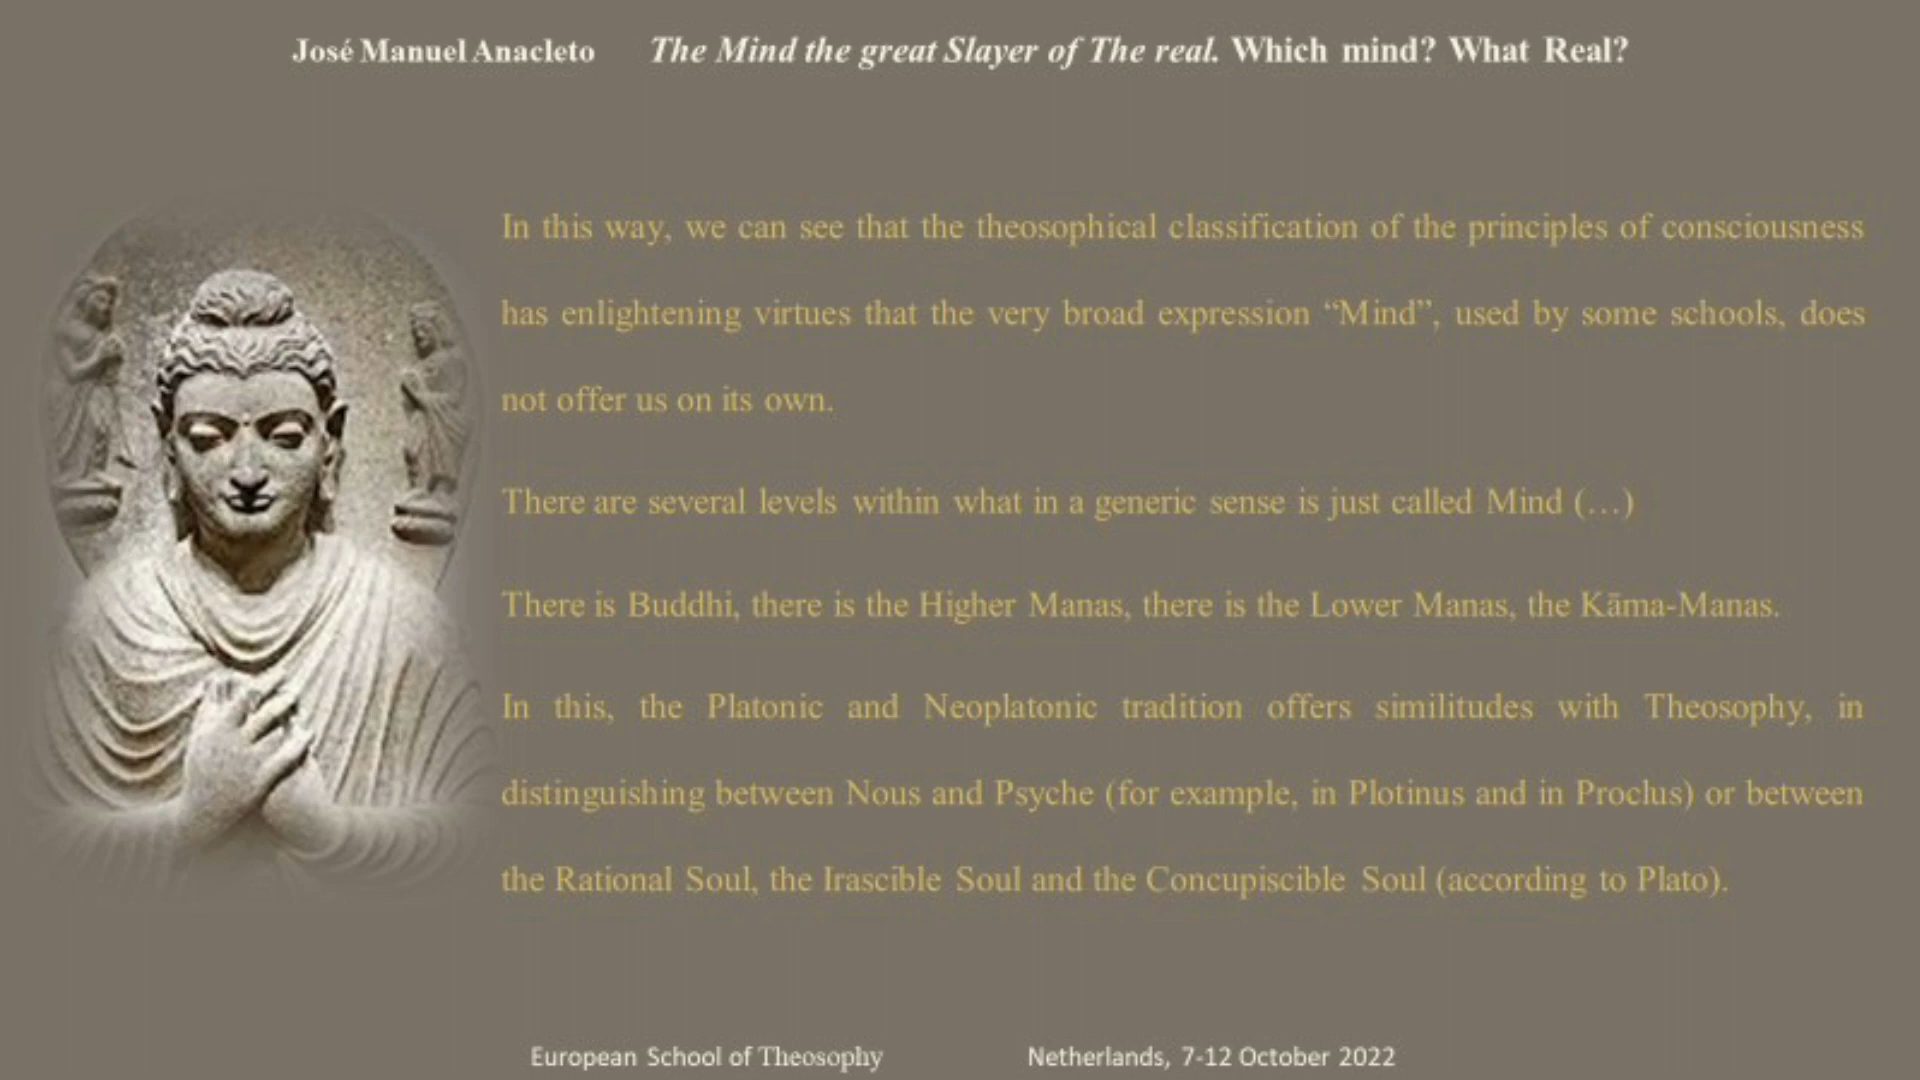 José Manuel Anacleto The Mind the great Slayer of The real. Which mind? What Real?
In this way, we can see that the theosophical classification of the principles of consciousness
has enlightening virtues that the very broad expression “Mind”, used by some schools, does
not offer us on its own.
There are several levels within what in a generic sense is just called Mind (…)
There is Buddhi, there is the Higher Manas, there is the Lower Manas, the Kāma-Manas.
In this, the Platonic and Neoplatonic tradition offers similitudes with Theosophy, in
distinguishing between Nous and Psyche (for example, in Plotinus and in Proclus) or between
the Rational Soul, the Irascible Soul and the Concupiscible Soul (according to Plato).
European School of Theosophy Netherlands, 7-12 October 2022